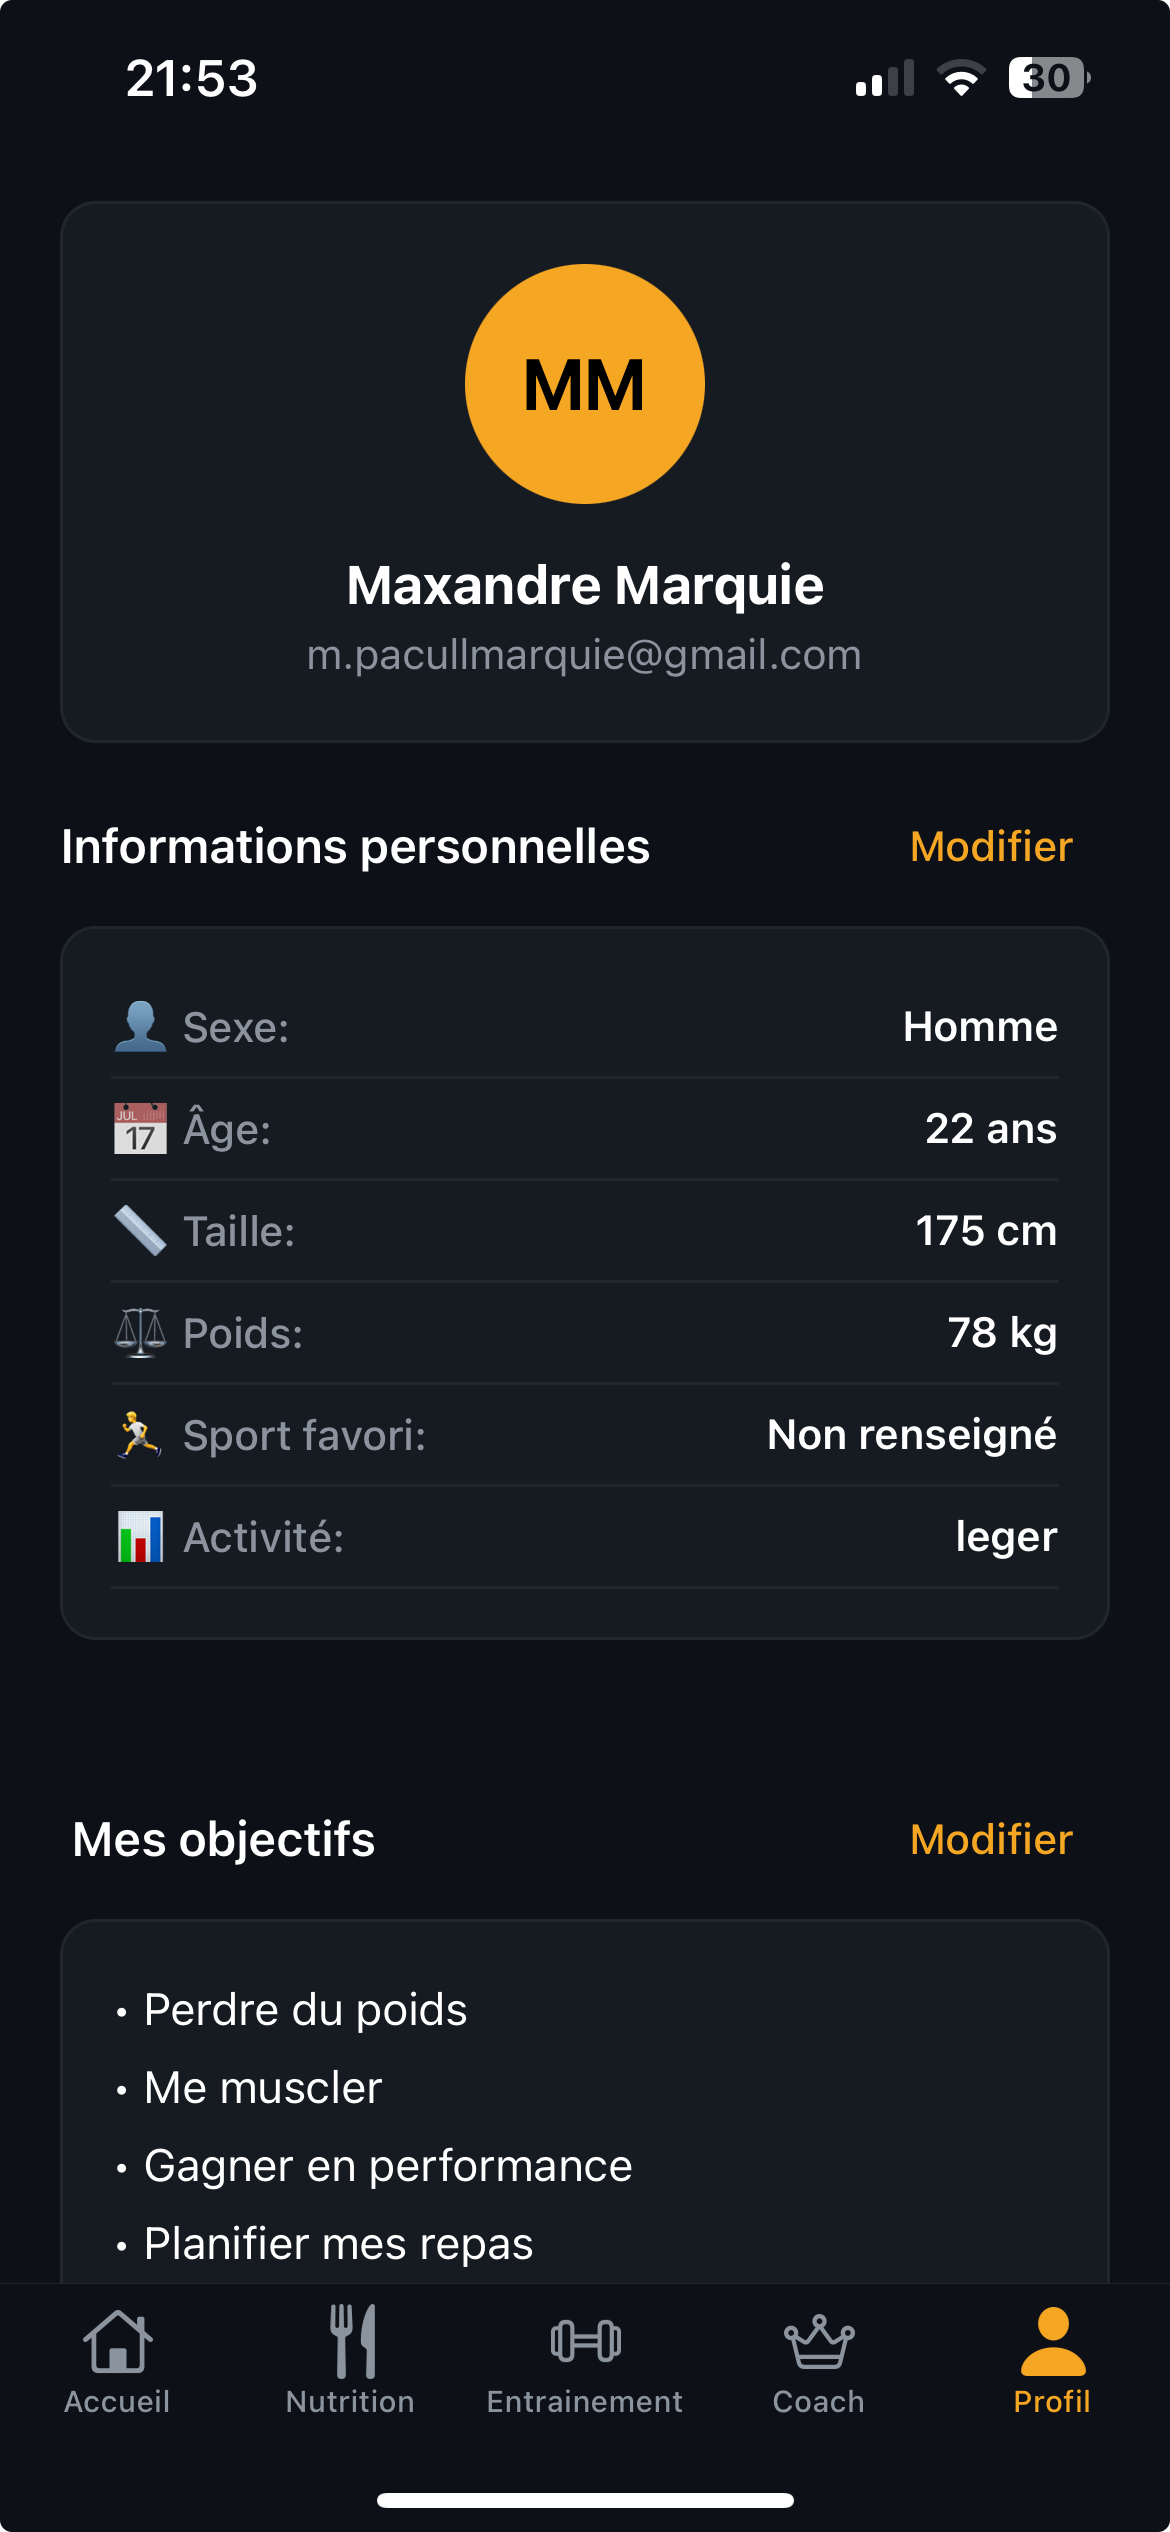 21:53
30
MM
Maxandre Marquie
m.pacullmarquie@gmail.com
Informations personnelles Modifier
Sexe: Homme
JUL 17 Âge: 22 ans
Taille: 175 cm
Poids: 78 kg
Sport favori: Non renseigné
Activité: leger
Mes objectifs Modifier
• Perdre du poids
• Me muscler
• Gagner en performance
• Planifier mes repas
Accueil Nutrition Entrainement Coach Profil